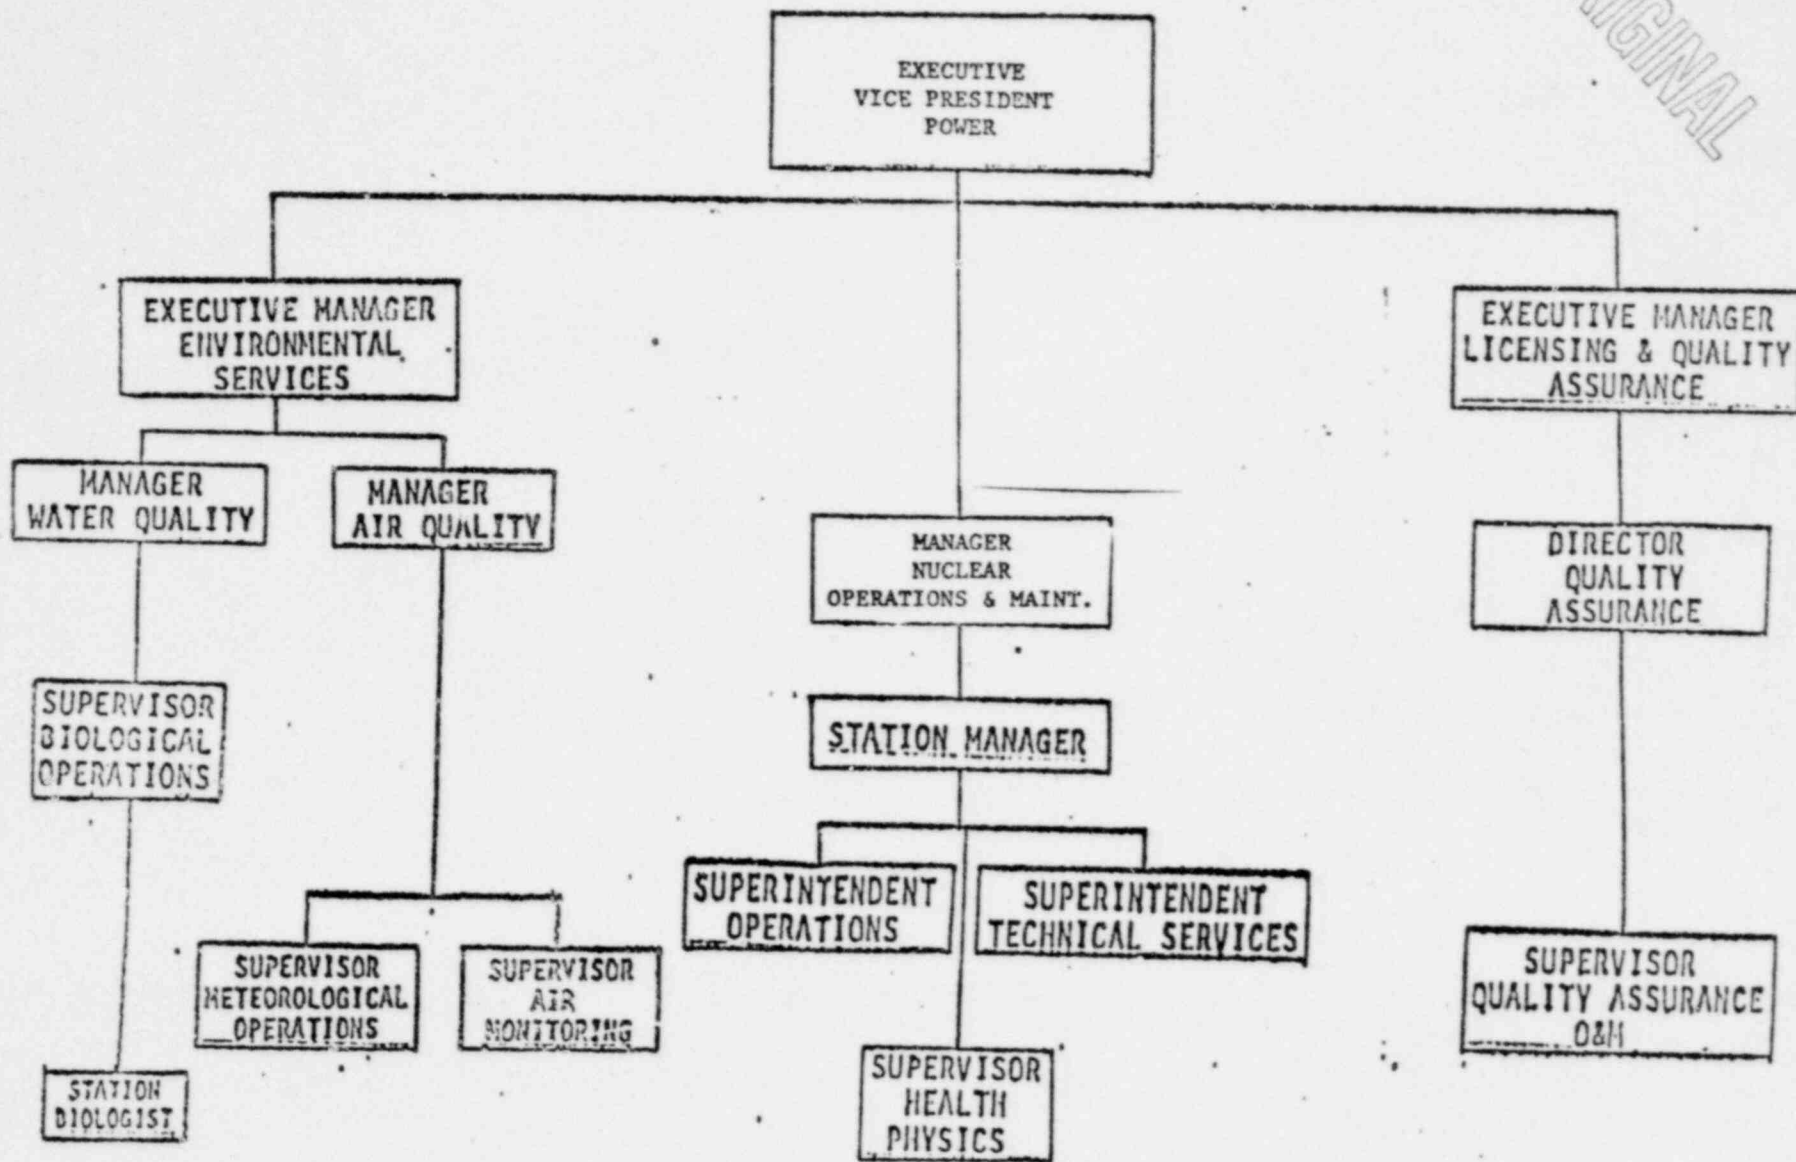 EXECUTIVE
VICE PRESIDENT
POWER
EXECUTIVE MANAGER
ENVIRONMENTAL
SERVICES
EXECUTIVE MANAGER
LICENSING & QUALITY
ASSURANCE
MANAGER
WATER QUALITY
MANAGER
AIR QUALITY
MANAGER
NUCLEAR
OPERATIONS & MAINT.
DIRECTOR
QUALITY
ASSURANCE
SUPERVISOR
BIOLOGICAL
OPERATIONS
STATION MANAGER
SUPERINTENDENT
OPERATIONS
SUPERINTENDENT
TECHNICAL SERVICES
SUPERVISOR
METEOROLOGICAL
OPERATIONS
SUPERVISOR
AIR
MONITORING
SUPERVISOR
QUALITY ASSURANCE
O&M
STATION
BIOLOGIST
SUPERVISOR
HEALTH
PHYSICS